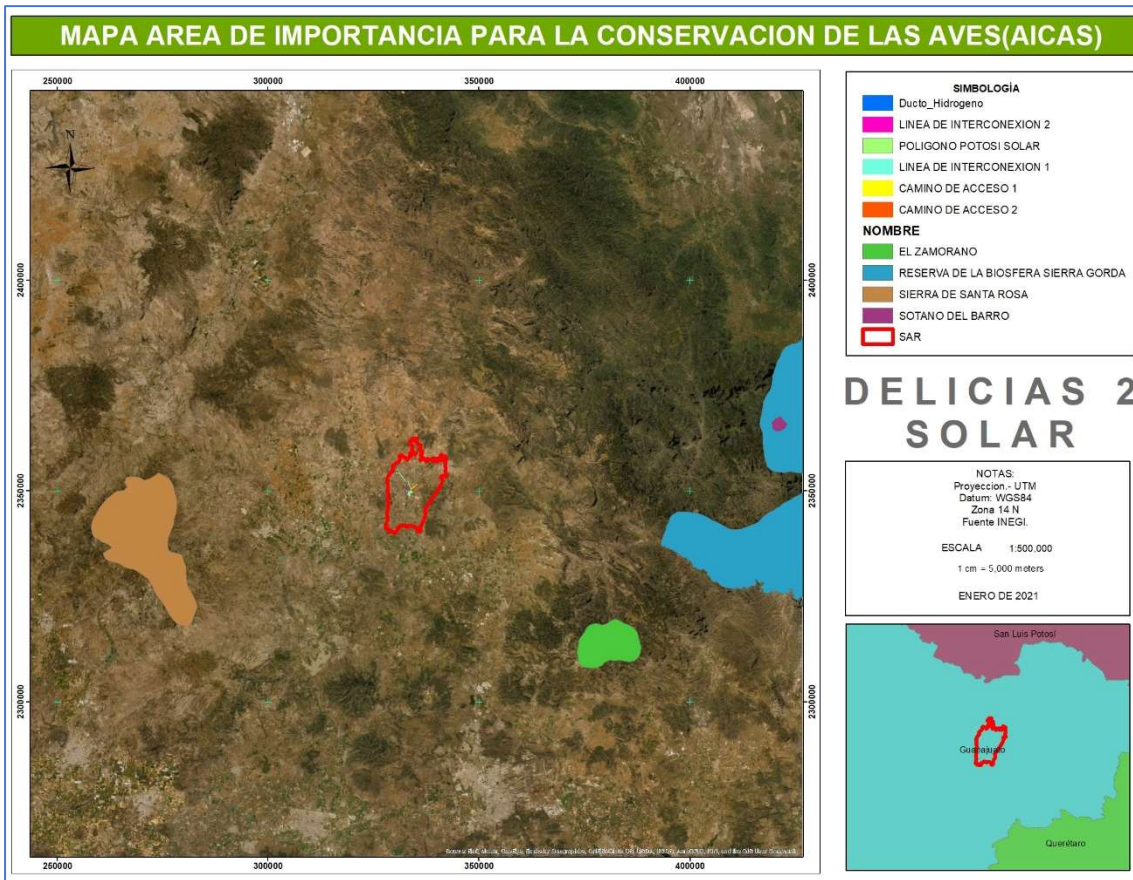 MAPA AREA DE IMPORTANCIA PARA LA CONSERVACION DE LAS AVES(AICAS)
250000 300000 350000 400000
N
2400000 2400000
2350000 2350000
2300000 2300000
250000 300000 350000 400000
SIMBOLOGÍA
Ducto_Hidrogeno
LINEA DE INTERCONEXION 2
POLIGONO POTOSI SOLAR
LINEA DE INTERCONEXION 1
CAMINO DE ACCESO 1
CAMINO DE ACCESO 2
NOMBRE
EL ZAMORANO
RESERVA DE LA BIOSFERA SIERRA GORDA
SIERRA DE SANTA ROSA
SOTANO DEL BARRO
SAR
DELICIAS 2
SOLAR
NOTAS:
Proyeccion.- UTM
Datum: WGS84
Zona 14 N
Fuente INEGI.
ESCALA 1:500,000
1 cm = 5,000 meters
ENERO DE 2021
San Luis Potosí
Guanajuato
Querétaro